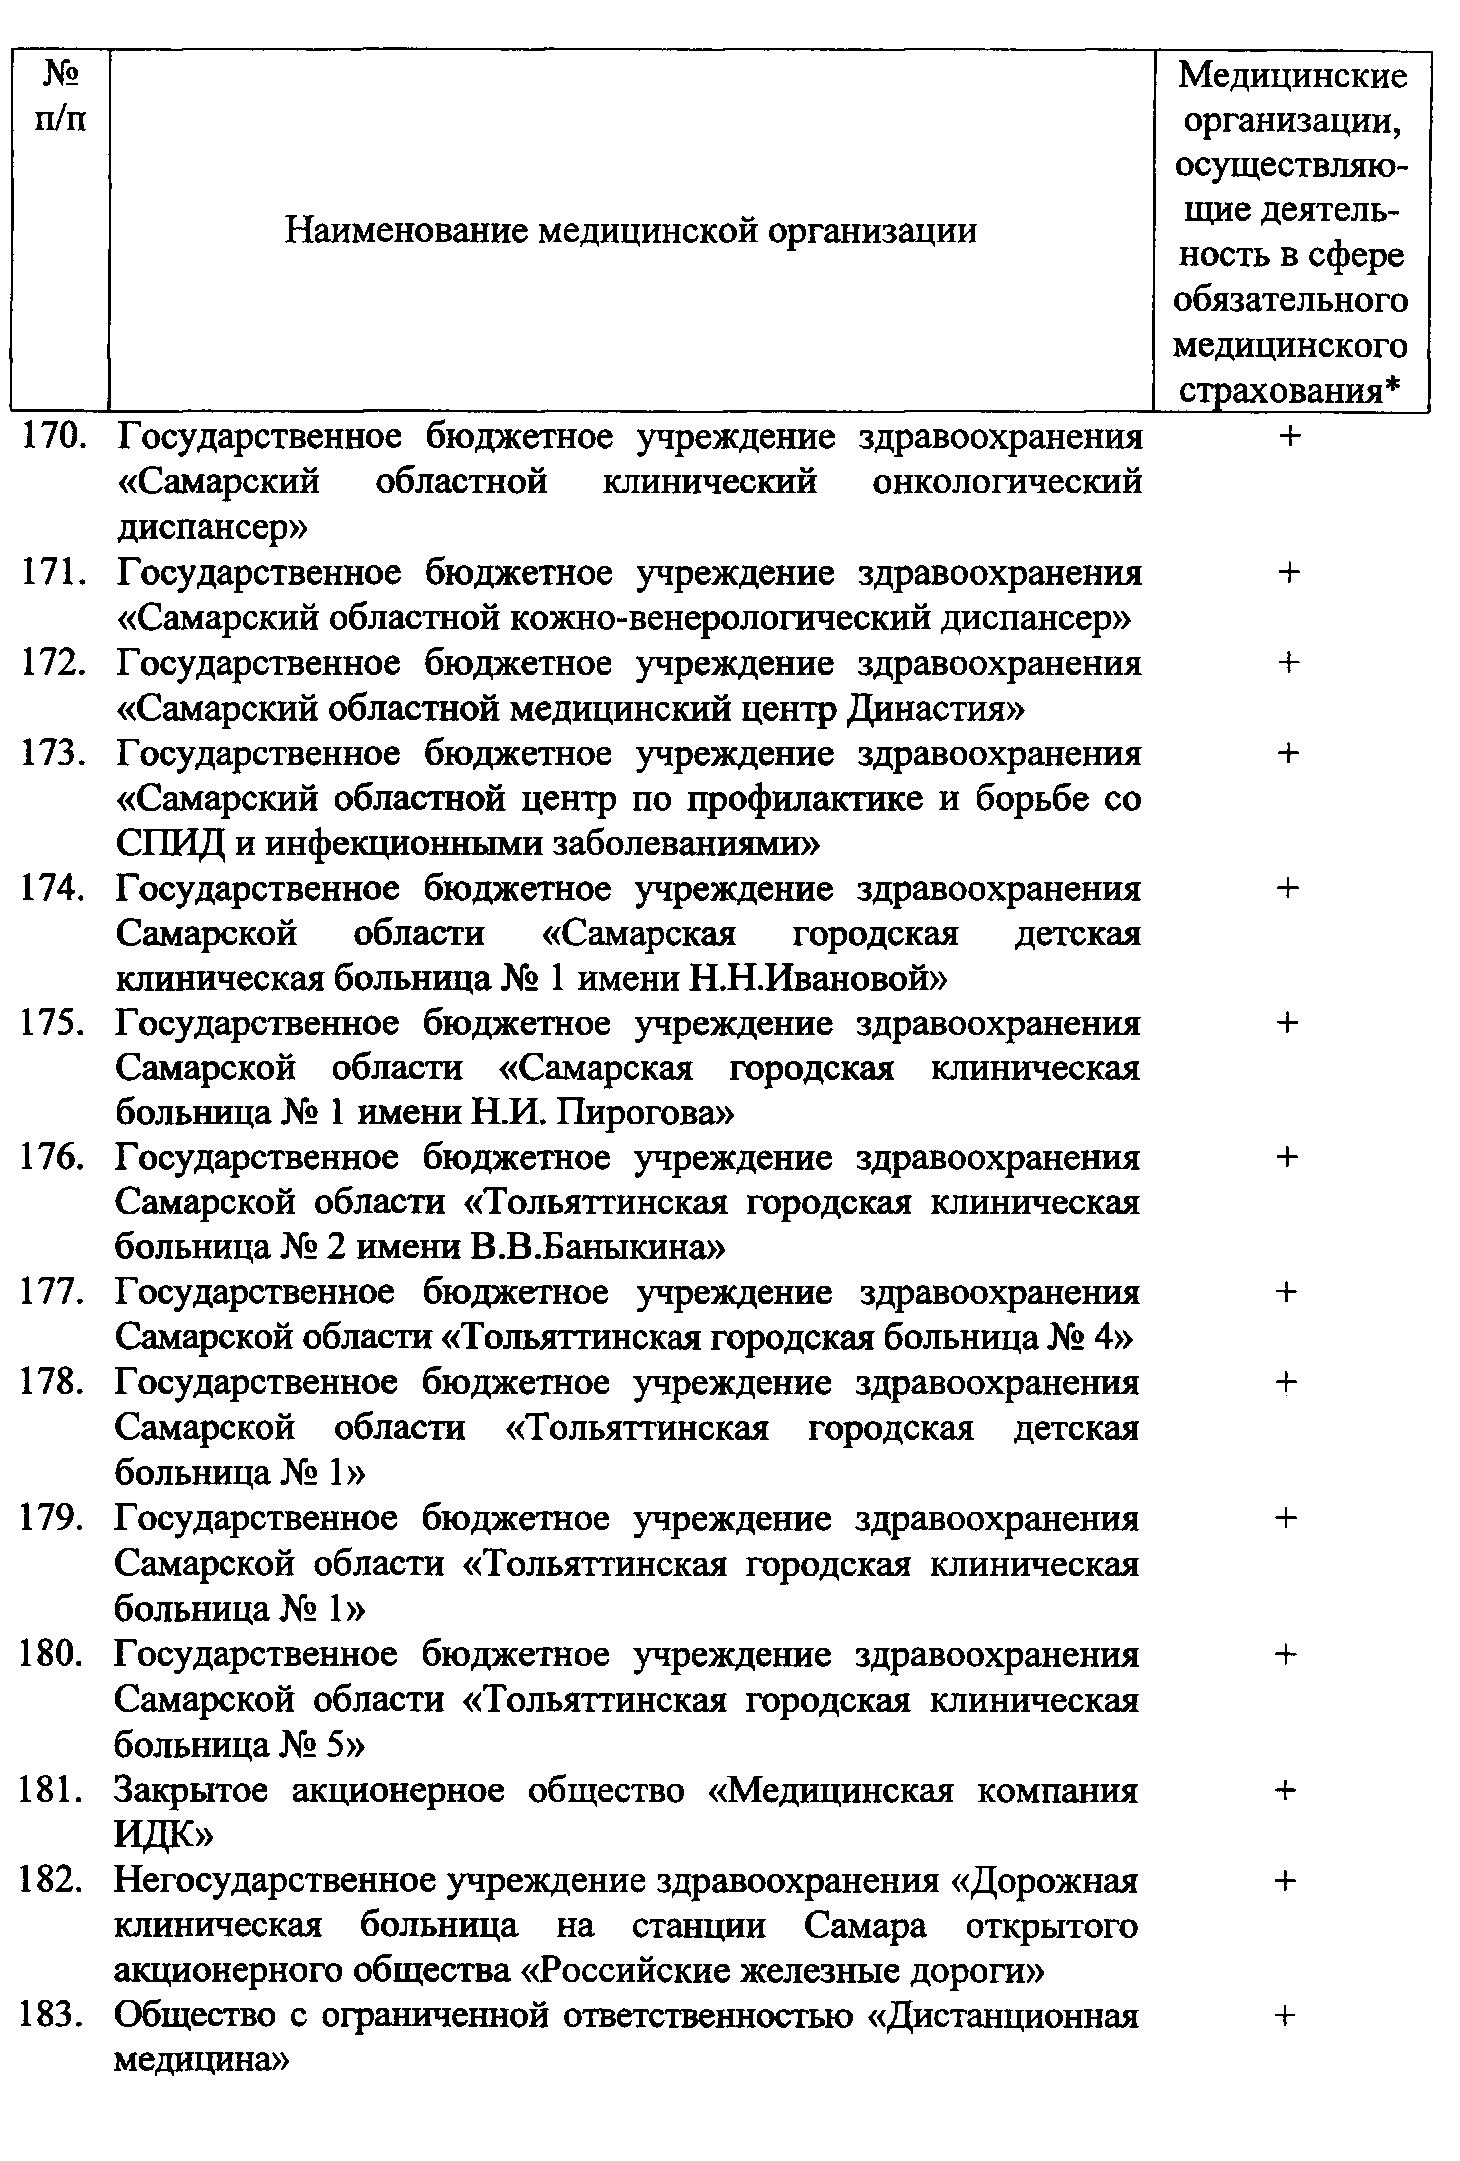 №
п/п
Наименование медицинской организации
Медицинские
организации,
осуществляю-
щие деятель-
ность в сфере
обязательного
медицинского
страхования*
170. Государственное бюджетное учреждение здравоохранения +
«Самарский областной клинический онкологический
диспансер»
171. Государственное бюджетное учреждение здравоохранения +
«Самарский областной кожно-венерологический диспансер»
172. Государственное бюджетное учреждение здравоохранения +
«Самарский областной медицинский центр Династия»
173. Государственное бюджетное учреждение здравоохранения +
«Самарский областной центр по профилактике и борьбе со
СПИД и инфекционными заболеваниями»
174. Государственное бюджетное учреждение здравоохранения +
Самарской области «Самарская городская детская
клиническая больница № 1 имени Н.Н.Ивановой»
175. Государственное бюджетное учреждение здравоохранения +
Самарской области «Самарская городская клиническая
больница № 1 имени Н.И. Пирогова»
176. Государственное бюджетное учреждение здравоохранения +
Самарской области «Тольяттинская городская клиническая
больница № 2 имени В.В.Баныкина»
177. Государственное бюджетное учреждение здравоохранения +
Самарской области «Тольяттинская городская больница № 4»
178. Государственное бюджетное учреждение здравоохранения +
Самарской области «Тольяттинская городская детская
больница № 1»
179. Государственное бюджетное учреждение здравоохранения +
Самарской области «Тольяттинская городская клиническая
больница № 1»
180. Государственное бюджетное учреждение здравоохранения +
Самарской области «Тольяттинская городская клиническая
больница № 5»
181. Закрытое акционерное общество «Медицинская компания +
ИДК»
182. Негосударственное учреждение здравоохранения «Дорожная +
клиническая больница на станции Самара открытого
акционерного общества «Российские железные дороги»
183. Общество с ограниченной ответственностью «Дистанционная +
медицина»